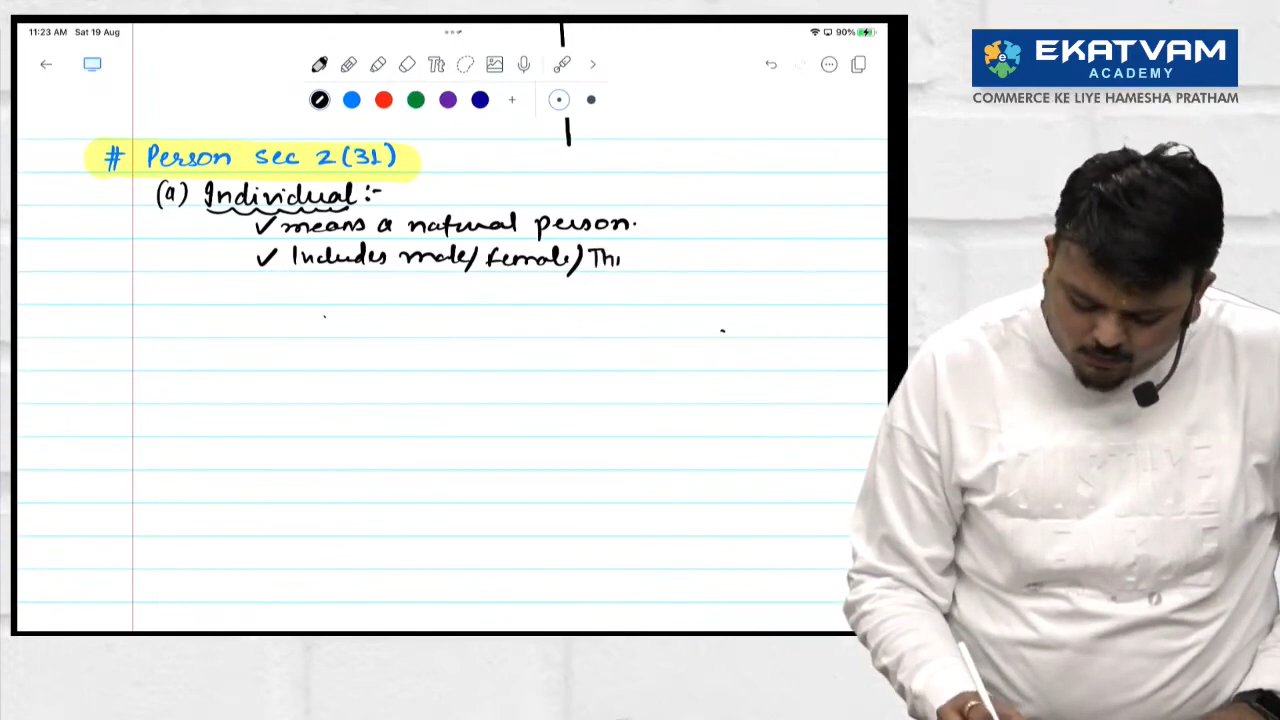 11:23 AM Sat 19 Aug
90%
EKATVAM
ACADEMY
COMMERCE KE LIYE HAMESHA PRATHAM
# Person sec 2(31)
(a) Individual :-
✓ means a natural person.
✓ Includes male/female/Thi